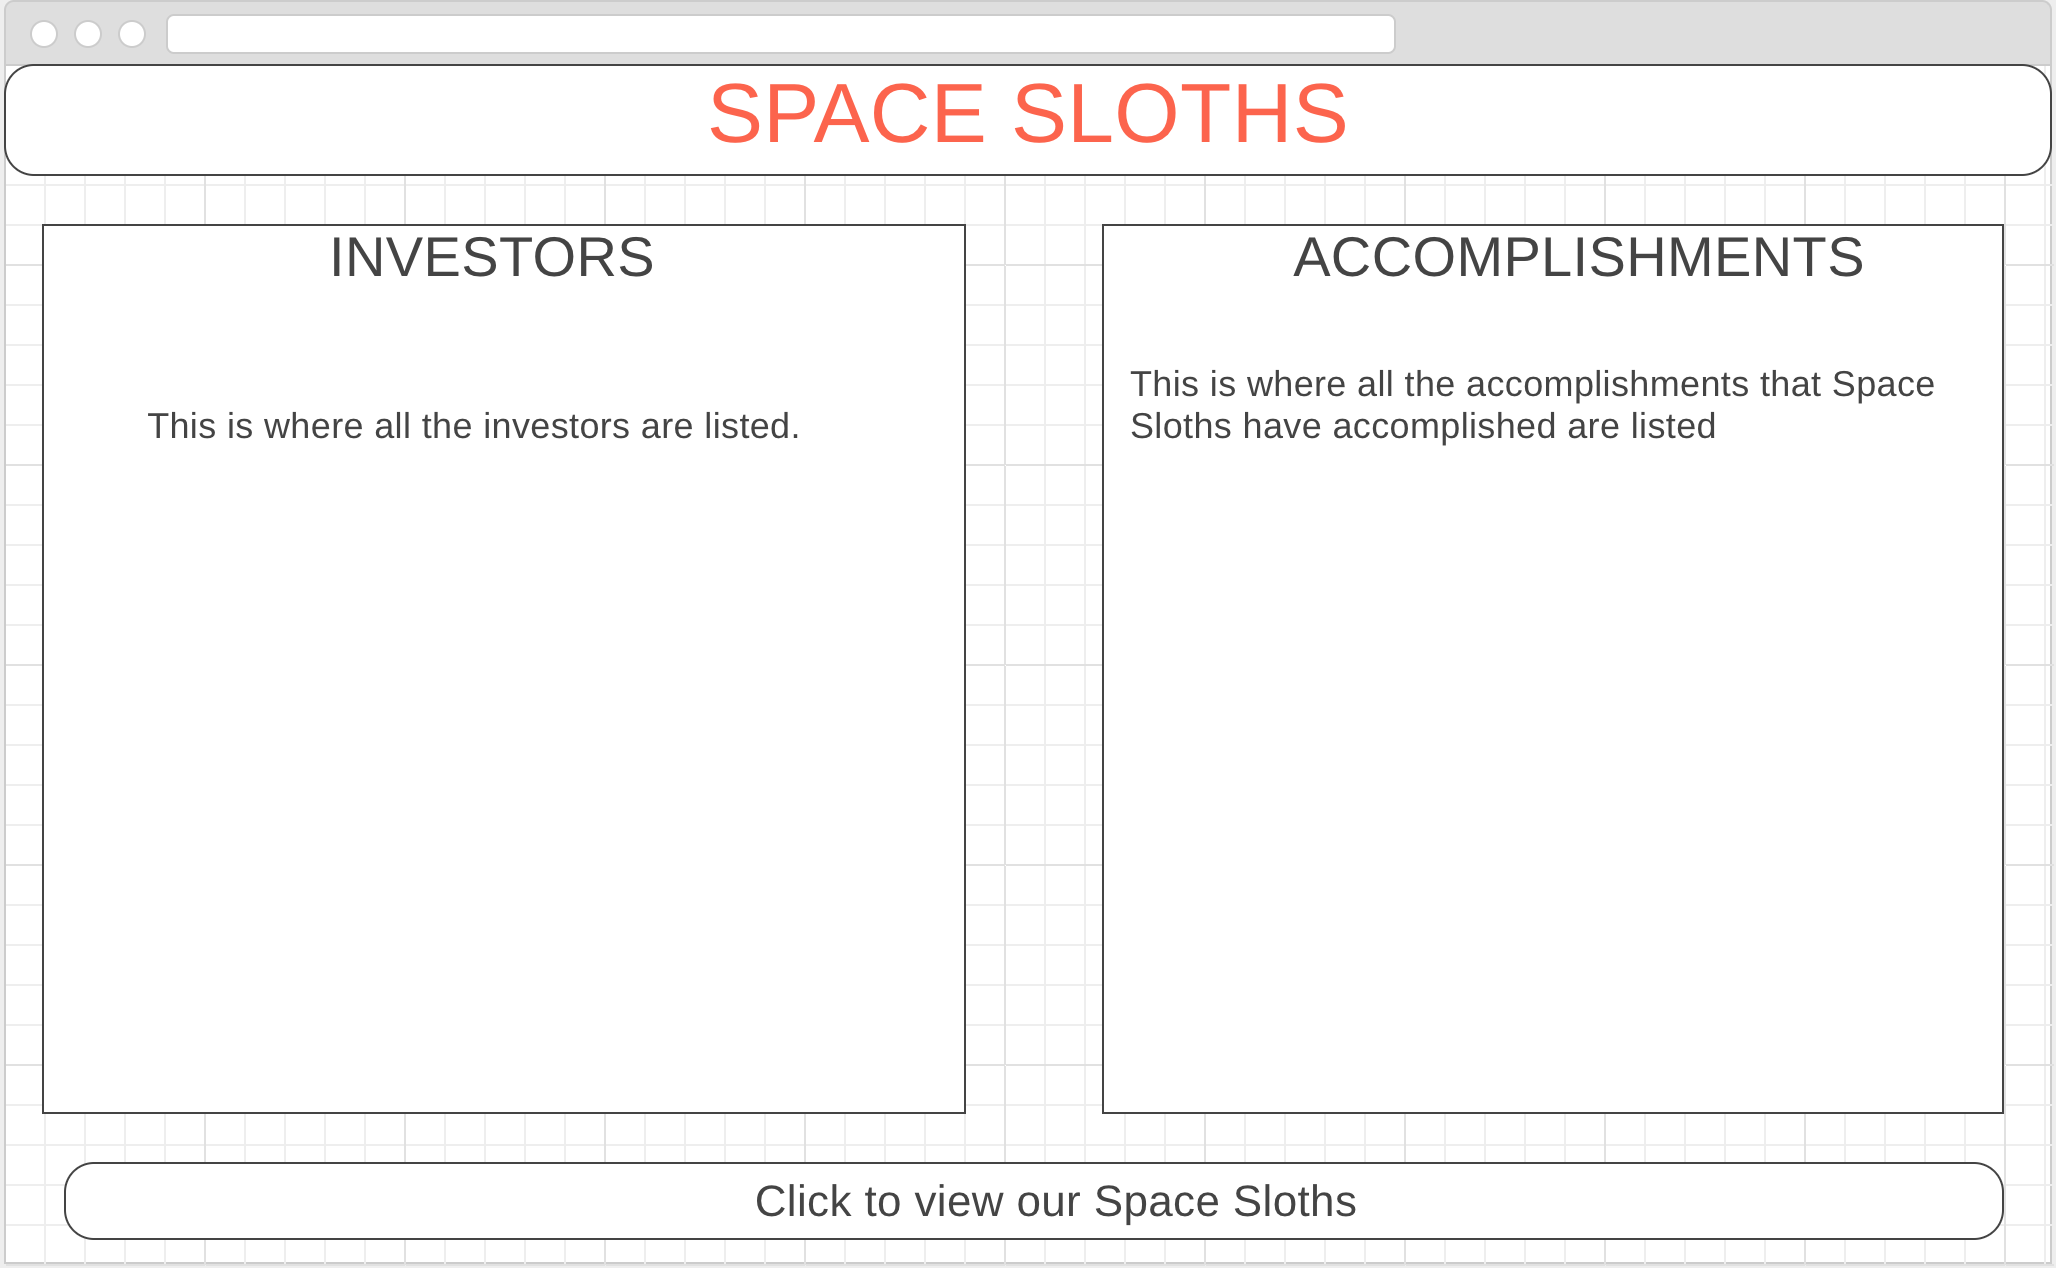 SPACE SLOTHS
INVESTORS
This is where all the investors are listed.
ACCOMPLISHMENTS
This is where all the accomplishments that Space
Sloths have accomplished are listed
Click to view our Space Sloths